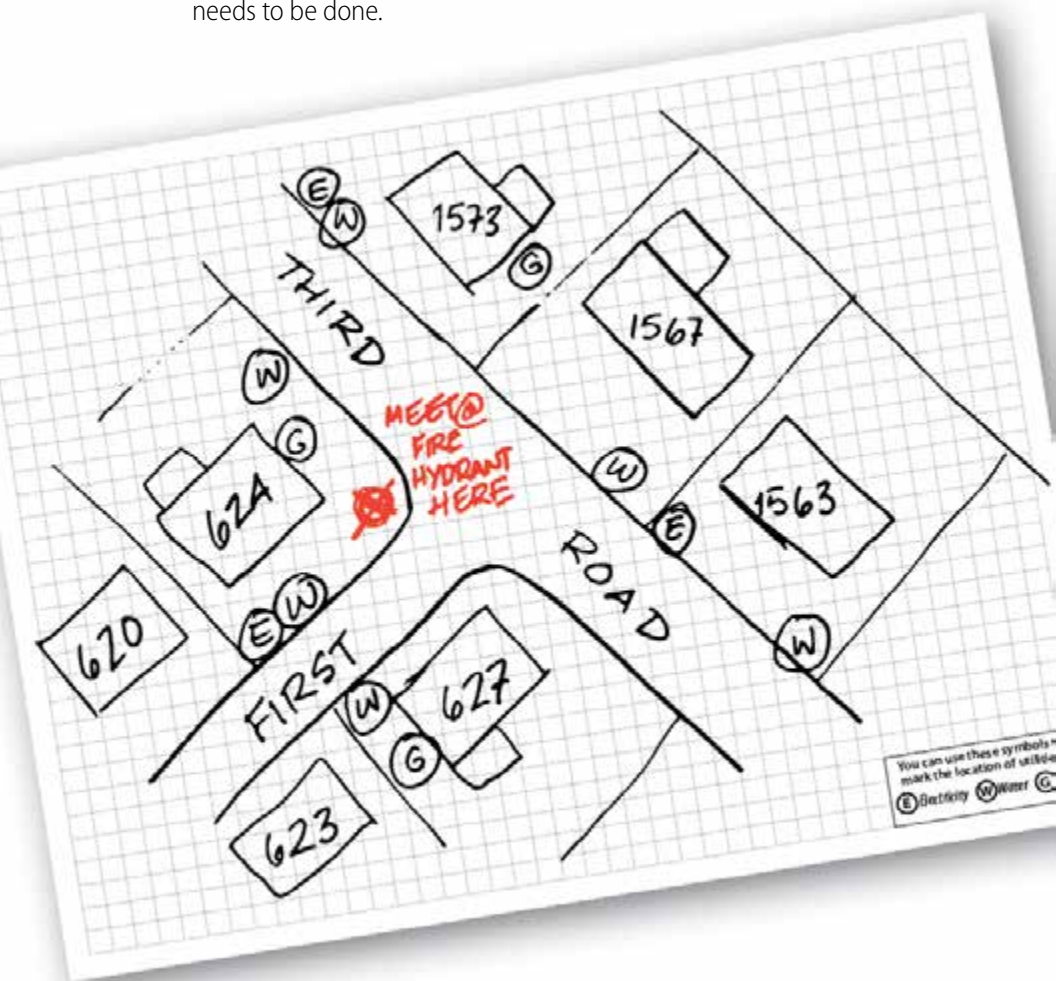 needs to be done.
E
W
1573
G
THIRD
1567
W
G
MEET@
FIRE
HYDRANT
HERE
W
624
E
1563
ROAD
620
E
W
W
FIRST
627
W
G
623
You can use these symbols
mark the location of utilities
E Electricity W Water G